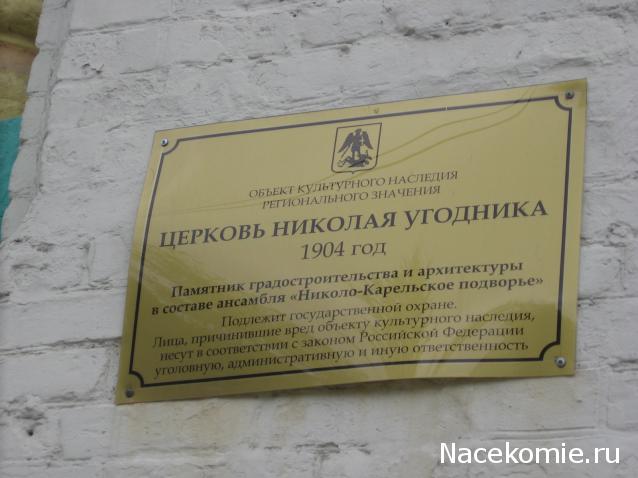 ОБЪЕКТ КУЛЬТУРНОГО НАСЛЕДИЯ
РЕГИОНАЛЬНОГО ЗНАЧЕНИЯ
ЦЕРКОВЬ НИКОЛАЯ УГОДНИКА
1904 год
Памятник градостроительства и архитектуры
в составе ансамбля «Николо-Карельское подворье»
Подлежит государственной охране.
Лица, причинившие вред объекту культурного наследия,
несут в соответствии с законом Российской Федерации
уголовную, административную и иную ответственность
Nacekomie.ru